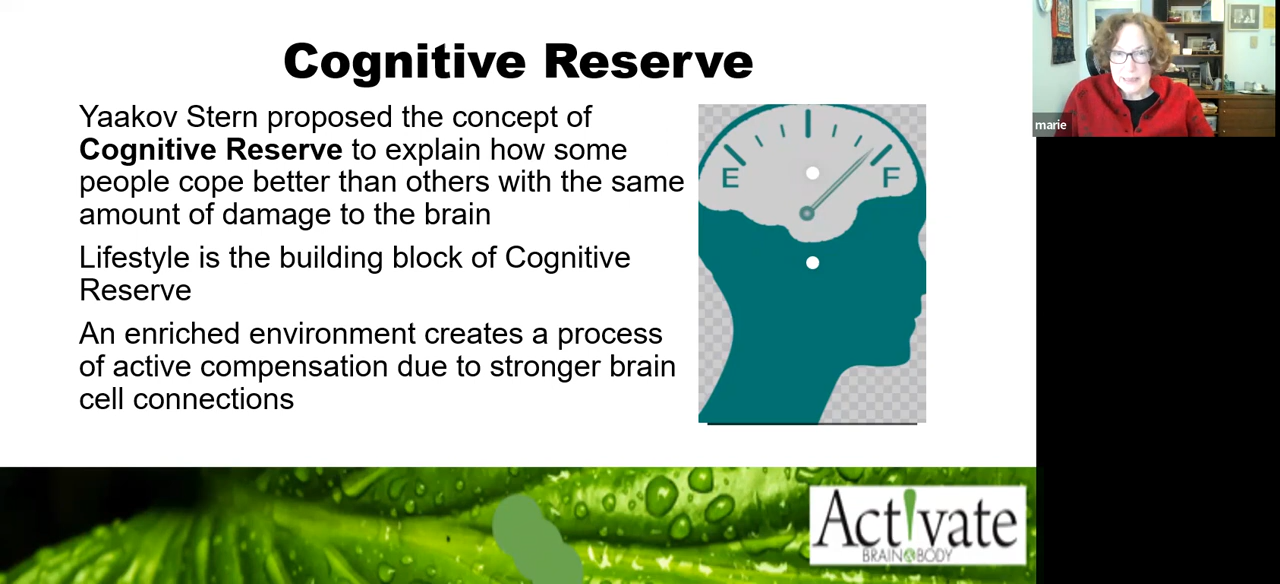 Cognitive Reserve
Yaakov Stern proposed the concept of
Cognitive Reserve to explain how some
people cope better than others with the same
amount of damage to the brain
Lifestyle is the building block of Cognitive
Reserve
An enriched environment creates a process
of active compensation due to stronger brain
cell connections
E F
marie
Act!vate
BRAIN & BODY